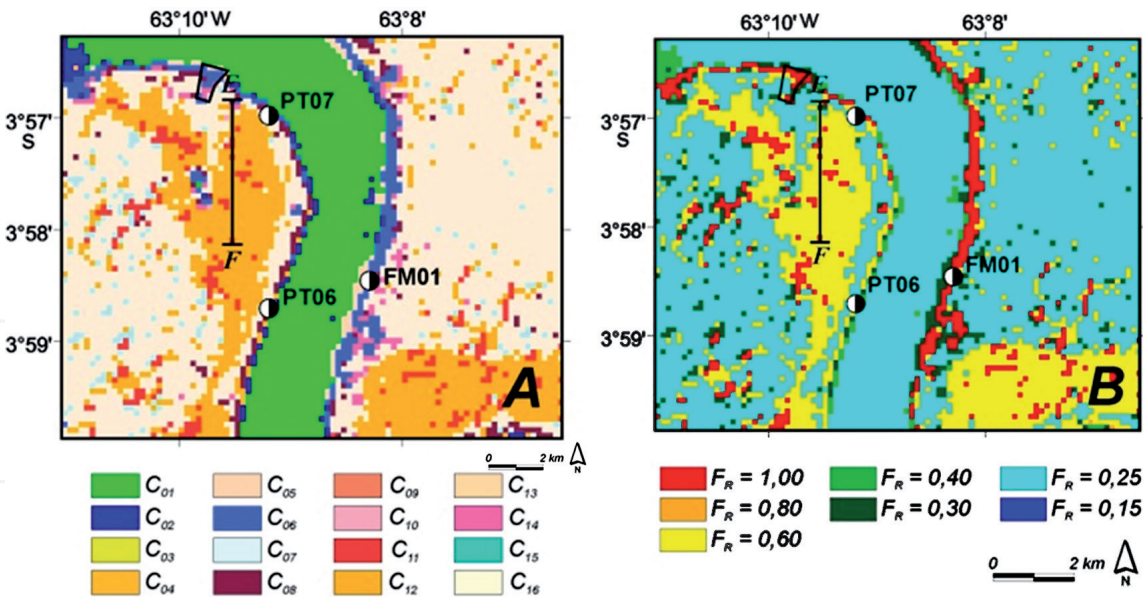 63°10'W 63°8'
63°10'W 63°8'
3°57'
S
3°58'
3°59'
E
F
PT07
PT06
FM01
A
3°57'
S
3°58'
3°59'
F
PT07
PT06
FM01
B
0 2 km
N
C01 C05 C09 C13
C02 C06 C10 C14
C03 C07 C11 C15
C04 C08 C12 C16
FR = 1,00 FR = 0,40 FR = 0,25
FR = 0,80 FR = 0,30 FR = 0,15
FR = 0,60
0 2 km
N